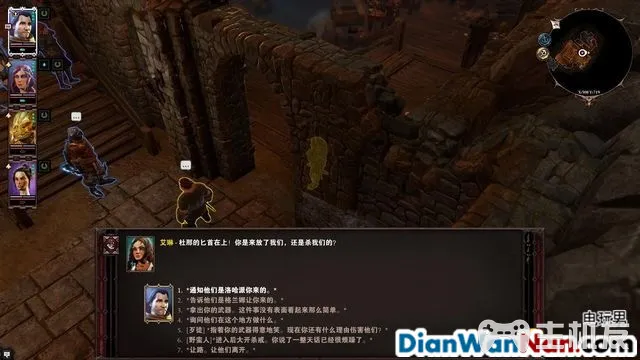 X:508 Y:719
艾琳 - 杜那的匕首在上！你是来放了我们，还是杀我们的？
1. *通知他们是洛哈派你来的。*
2. *告诉他们是格兰娜让你来的。*
3. *拿出你的武器。这件事没有表面看起来那么简单。*
4. *询问他们在这个地方做什么。*
5. [歹徒] *指着你的武器得意地笑。现在你还有什么理由伤害他们？*
6. [野蛮人] *进入后大开杀戒。你说了一整天话已经很烦躁了。*
7. *让路。让他们离开。*
电玩男
DianWanNan.com